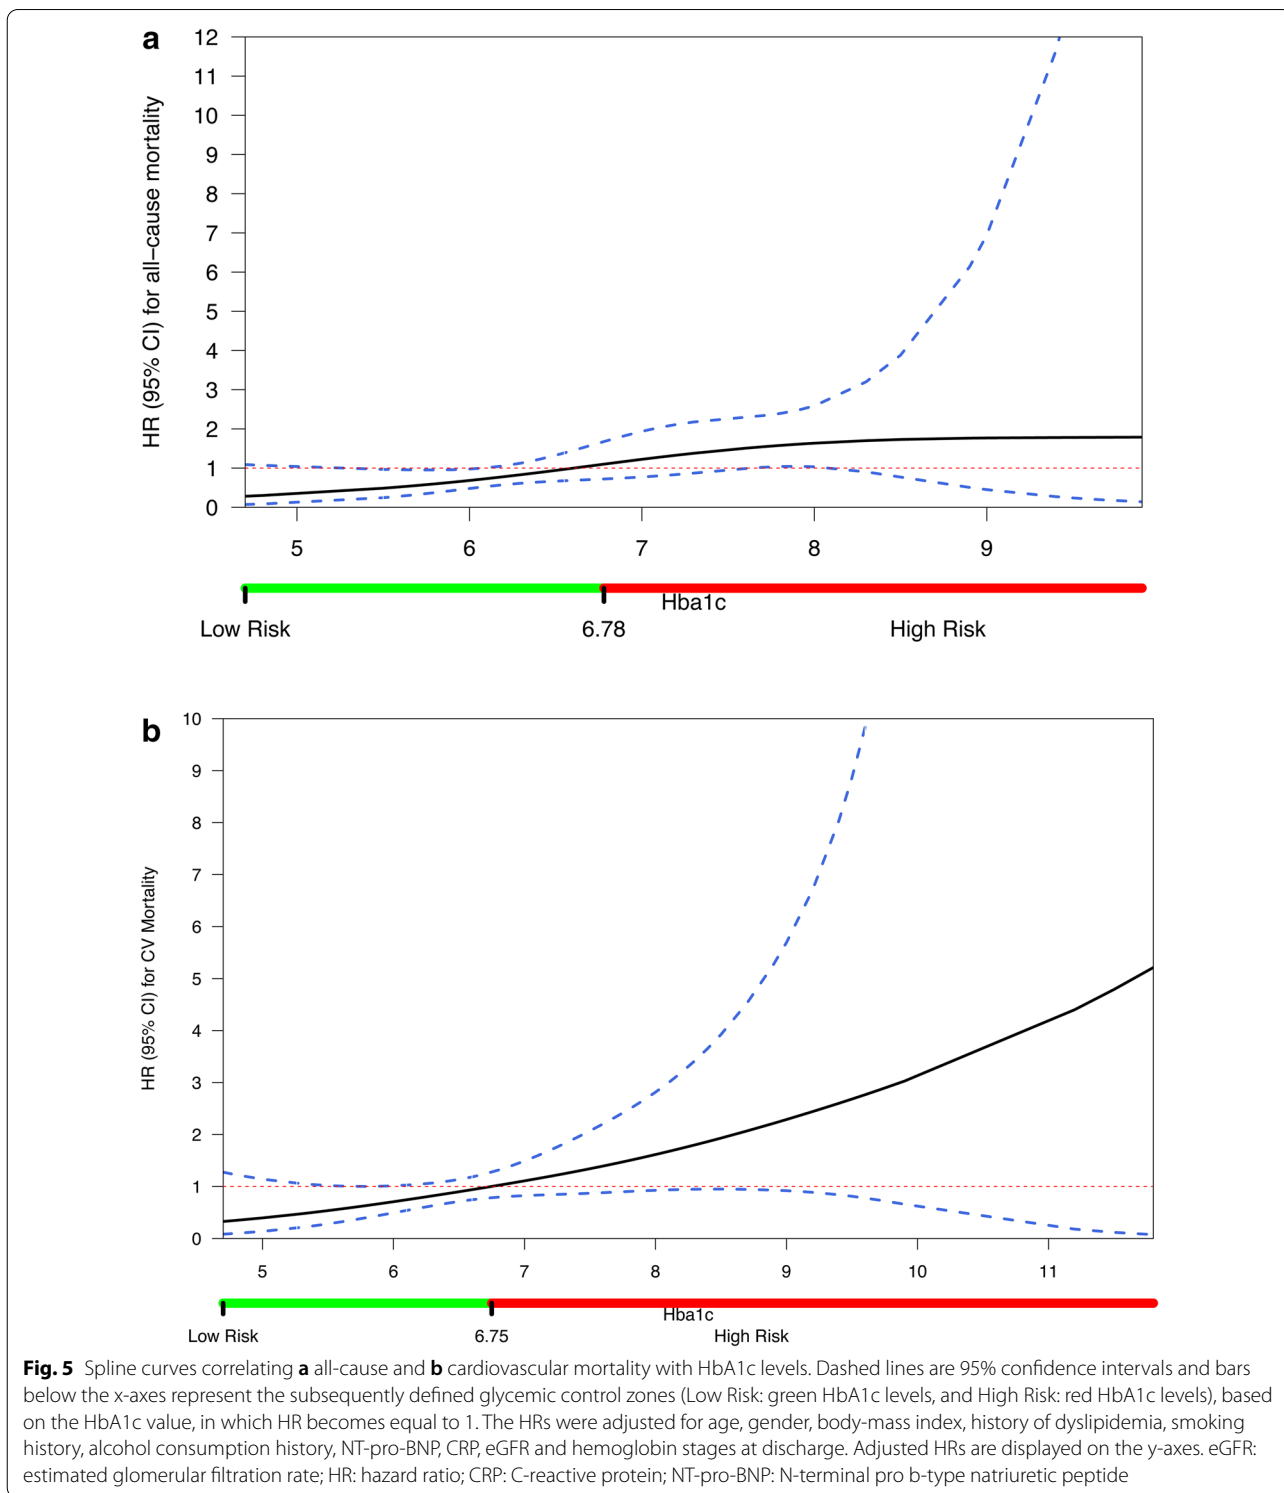 a
12
11
10
9
8
7
6
5
4
3
2
1
0
HR (95% CI) for all−cause mortality
5 6 7 8 9
Hba1c
Low Risk 6.78 High Risk
b
10
9
8
7
6
5
4
3
2
1
0
HR (95% CI) for CV Mortality
5 6 7 8 9 10 11
Hba1c
Low Risk 6.75 High Risk
Fig. 5 Spline curves correlating a all-cause and b cardiovascular mortality with HbA1c levels. Dashed lines are 95% confidence intervals and bars
below the x-axes represent the subsequently defined glycemic control zones (Low Risk: green HbA1c levels, and High Risk: red HbA1c levels), based
on the HbA1c value, in which HR becomes equal to 1. The HRs were adjusted for age, gender, body-mass index, history of dyslipidemia, smoking
history, alcohol consumption history, NT-pro-BNP, CRP, eGFR and hemoglobin stages at discharge. Adjusted HRs are displayed on the y-axes. eGFR:
estimated glomerular filtration rate; HR: hazard ratio; CRP: C-reactive protein; NT-pro-BNP: N-terminal pro b-type natriuretic peptide